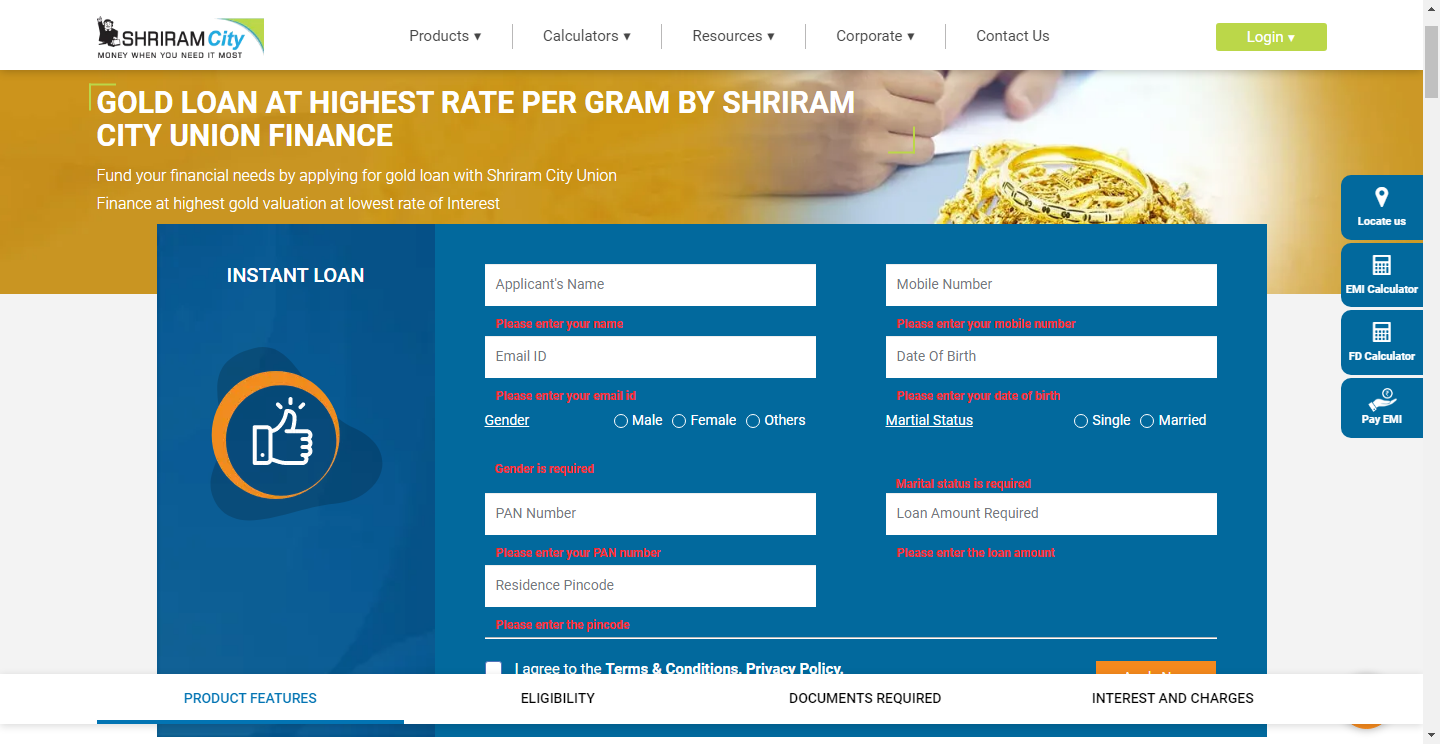 SHRIRAM City
MONEY WHEN YOU NEED IT MOST
Products ▾
Calculators ▾
Resources ▾
Corporate ▾
Contact Us
Login ▾
GOLD LOAN AT HIGHEST RATE PER GRAM BY SHRIRAM
CITY UNION FINANCE
Fund your financial needs by applying for gold loan with Shriram City Union
Finance at highest gold valuation at lowest rate of Interest
Locate us
EMI Calculator
FD Calculator
Pay EMI
INSTANT LOAN
Applicant's Name
Mobile Number
Please enter your name
Please enter your mobile number
Email ID
Date Of Birth
Please enter your email id
Please enter your date of birth
Gender
Male
Female
Others
Martial Status
Single
Married
Gender is required
Marital status is required
PAN Number
Loan Amount Required
Please enter your PAN number
Please enter the loan amount
Residence Pincode
Please enter the pincode
I agree to the Terms & Conditions. Privacy Policy.
PRODUCT FEATURES
ELIGIBILITY
DOCUMENTS REQUIRED
INTEREST AND CHARGES